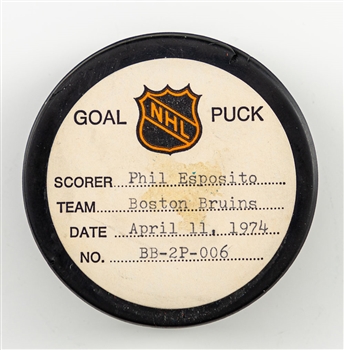 GOAL NHL PUCK
SCORER Phil Esposito
TEAM Boston Bruins
DATE April 11, 1974
NO. BB-2P-006